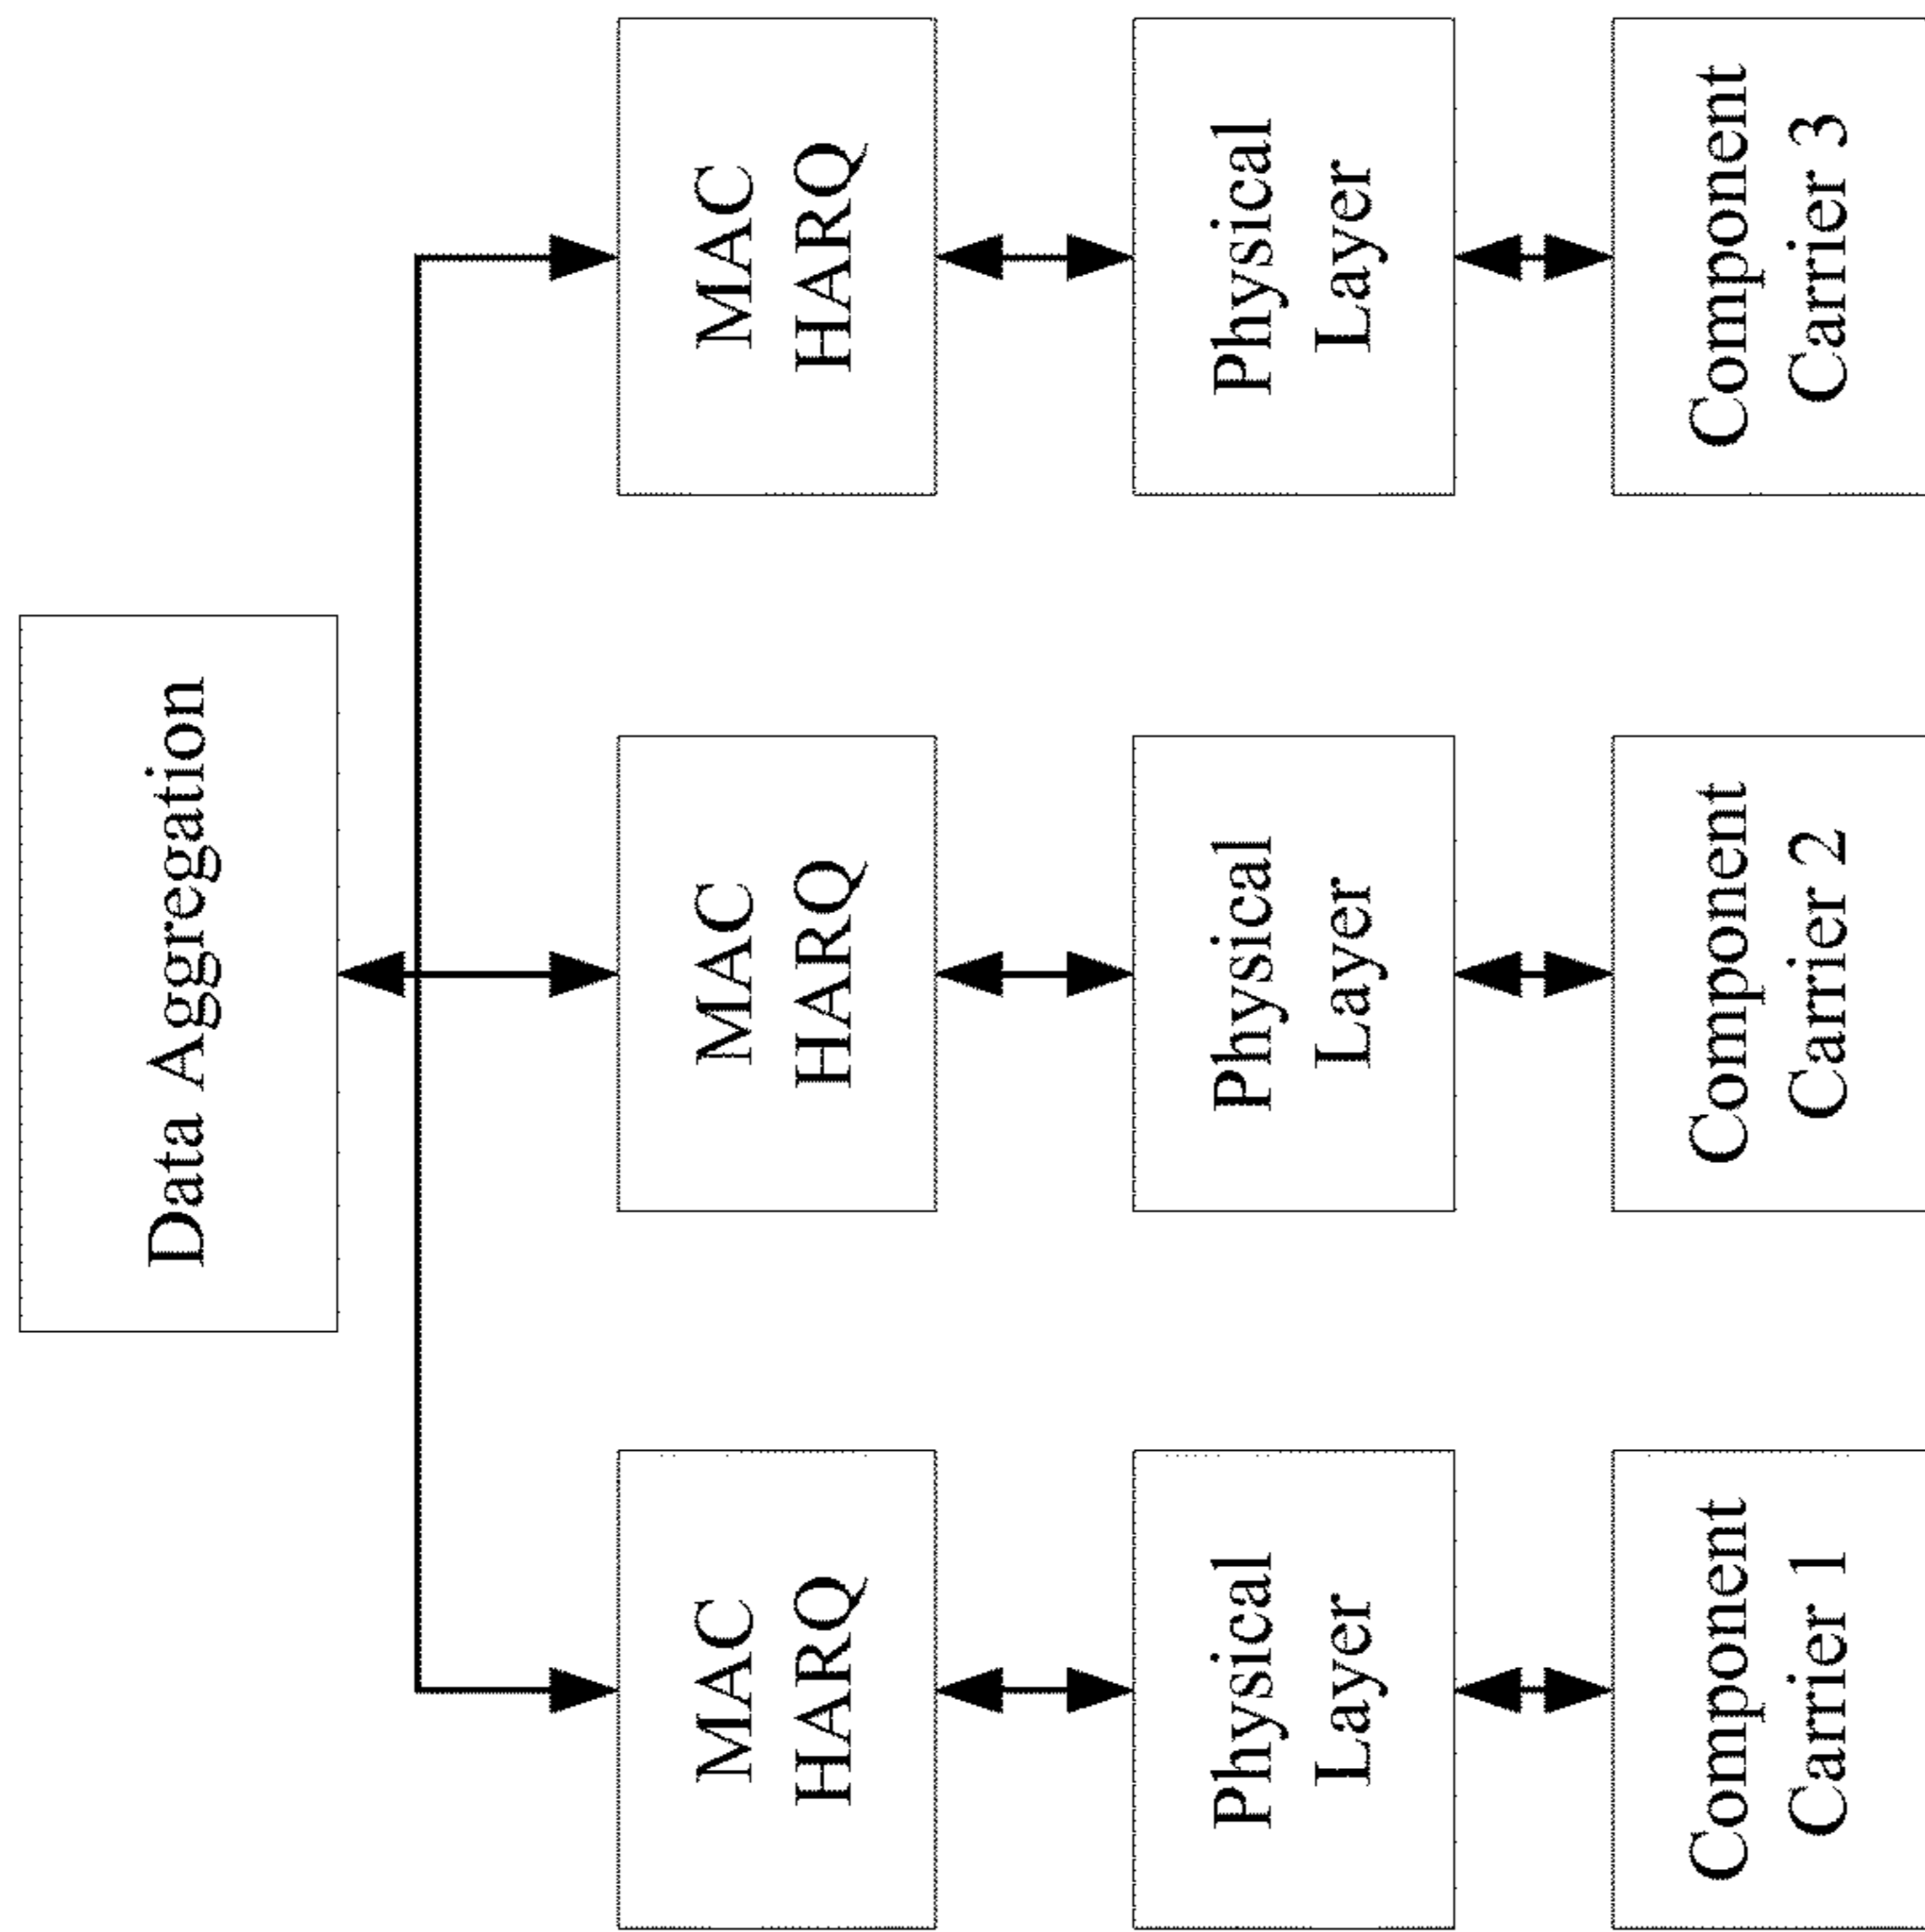 Data Aggregation
MAC
HARQ
MAC
HARQ
MAC
HARQ
Physical
Layer
Physical
Layer
Physical
Layer
Component
Carrier 1
Component
Carrier 2
Component
Carrier 3